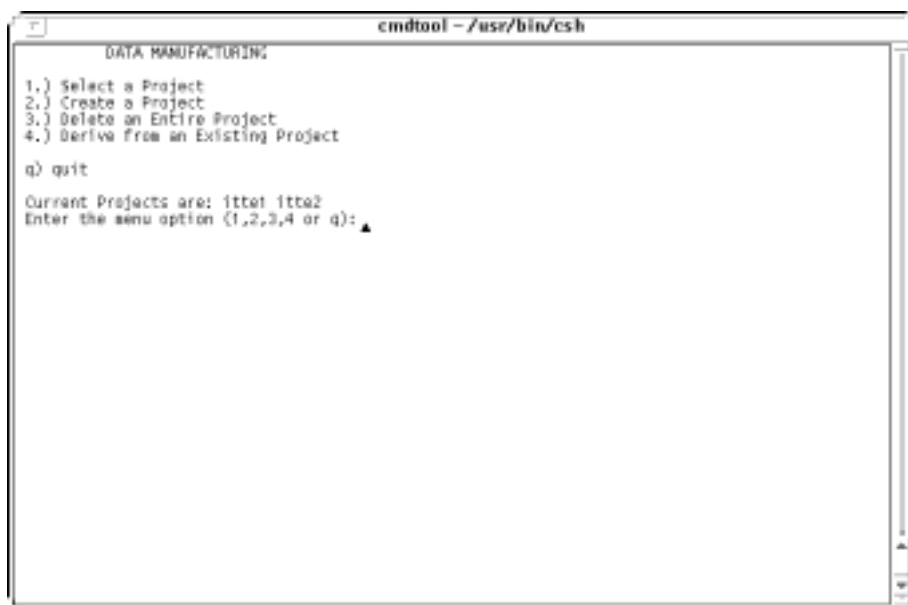 cmdtool - /usr/bin/csh
DATA MANUFACTURING
1.) Select a Project
2.) Create a Project
3.) Delete an Entire Project
4.) Derive from an Existing Project
q) quit
Current Projects are: itte1 itte2
Enter the menu option (1,2,3,4 or q):